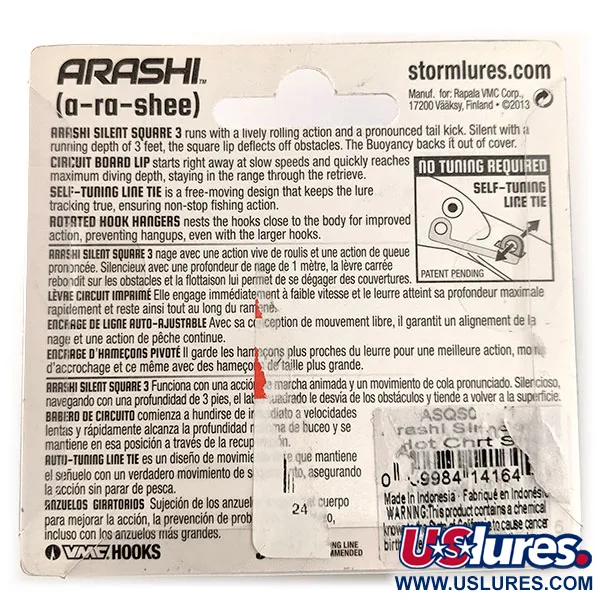 ARASHI™
(a-ra-shee)
stormlures.com
Manuf. for: Rapala VMC Corp.,
17200 Vääksy, Finland • ©2013
ARASHI SILENT SQUARE 3 runs with a lively rolling action and a pronounced tail kick. Silent with a
running depth of 3 feet, the square lip deflects off obstacles. The Buoyancy backs it out of cover.
CIRCUIT BOARD LIP starts right away at slow speeds and quickly reaches
maximum diving depth, staying in the range through the retrieve.
SELF-TUNING LINE TIE is a free-moving design that keeps the lure
tracking true, ensuring non-stop fishing action.
ROTATED HOOK HANGERS nests the hooks close to the body for improved
action, preventing hangups, even with the larger hooks.
NO TUNING REQUIRED
SELF-TUNING
LINE TIE
PATENT PENDING
ARASHI SILENT SQUARE 3 nage avec une action vive de roulis et une action de queue
prononcée. Silencieux avec une profondeur de nage de 1 mètre, la lèvre carrée
rebondit sur les obstacles et la flottaison lui permet de se dégager des couvertures.
LÈVRE CIRCUIT IMPRIMÉ Elle engage immédiatement à faible vitesse et le leurre atteint sa profondeur maximale
rapidement et reste ainsi tout au long du
ENCRAGE DE LIGNE AUTO-AJUSTABLE Avec sa conception de mouvement libre, il garantit un alignement de la
nage et une action de pêche continue.
ENCRAGE D'HAMEÇONS PIVOTÉ Il garde les hameçons plus proches du leurre pour une meilleure action,
d'accrochage et ce même avec des hameçons de taille plus grande.
ARASHI SILENT SQUARE 3 Funciona con una acción de marcha animada y un movimiento de cola pronunciado. Silencioso,
navegando con una profundidad de 3 pies, el lab cuadrado le desvía de los obstáculos y tiende a volver a la superficie.
BABERO DE CIRCUITO comienza a hundirse de inmediato a velocidades
lentas y rápidamente alcanza la profundidad de buceo y se
mantiene en esa posición a través de la recuperación.
AUTO-TUNING LINE TIE es un diseño de que mantiene
el señuelo con un verdadero movimiento de asegurando
la acción sin parar de pesca.
ANZUELOS GIRATORIOS Sujeción de los anzuelos al cuerpo
para mejorar la acción, la prevención de
incluso con los anzuelos más grandes.
VMC HOOKS
24
LINE
ASQS0
Dot Chrt S
0 9984 14164
Made in Indonesia • Fabriqué en Indonésie
WARNING: This product contains a chemical
to cause cancer
USlures.
WWW.USLURES.COM